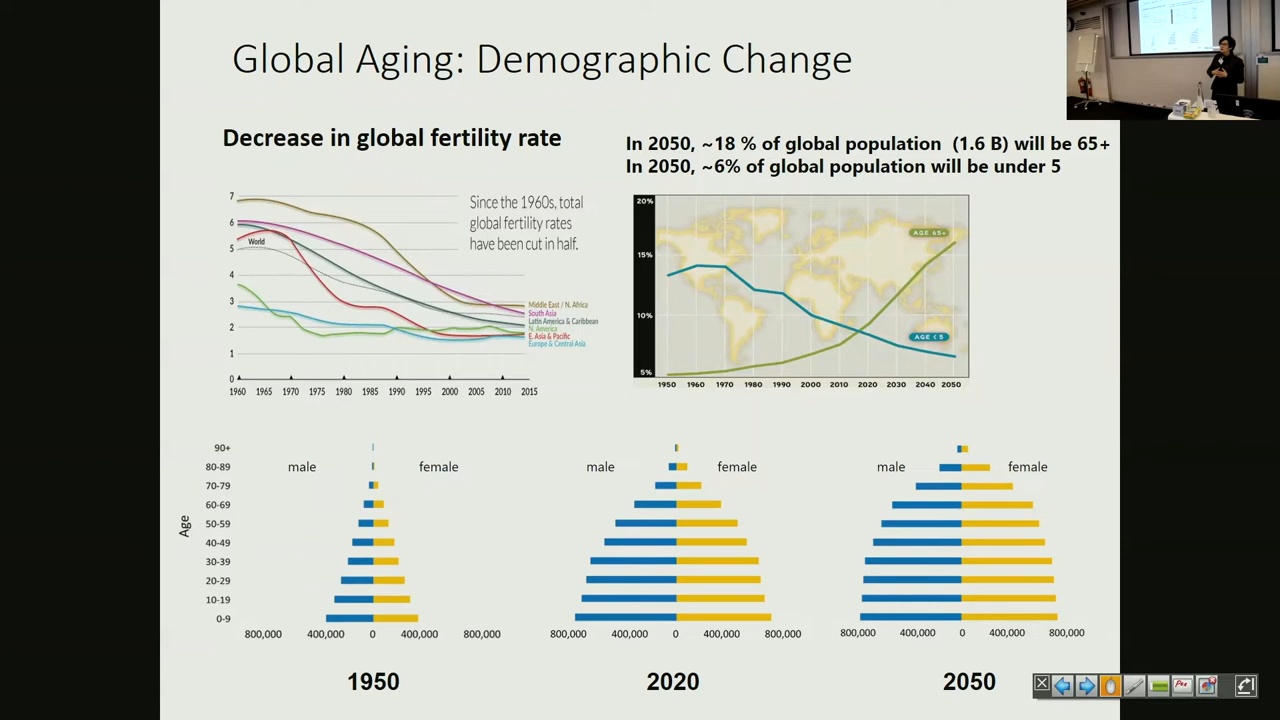 Global Aging: Demographic Change
Decrease in global fertility rate
In 2050, ~18 % of global population (1.6 B) will be 65+
In 2050, ~6% of global population will be under 5
7
6
5
4
3
2
1
0
World
Since the 1960s, total
global fertility rates
have been cut in half.
Middle East / N. Africa
South Asia
Latin America & Caribbean
N. America
E. Asia & Pacific
Europe & Central Asia
1960 1965 1970 1975 1980 1985 1990 1995 2000 2005 2010 2015
20%
15%
10%
5%
AGE 65+
AGE < 5
1950 1960 1970 1980 1990 2000 2010 2020 2030 2040 2050
Age
90+
80-89
70-79
60-69
50-59
40-49
30-39
20-29
10-19
0-9
male female
800,000 400,000 0 400,000 800,000
1950
male female
800,000 400,000 0 400,000 800,000
2020
male female
800,000 400,000 0 400,000 800,000
2050
Pen